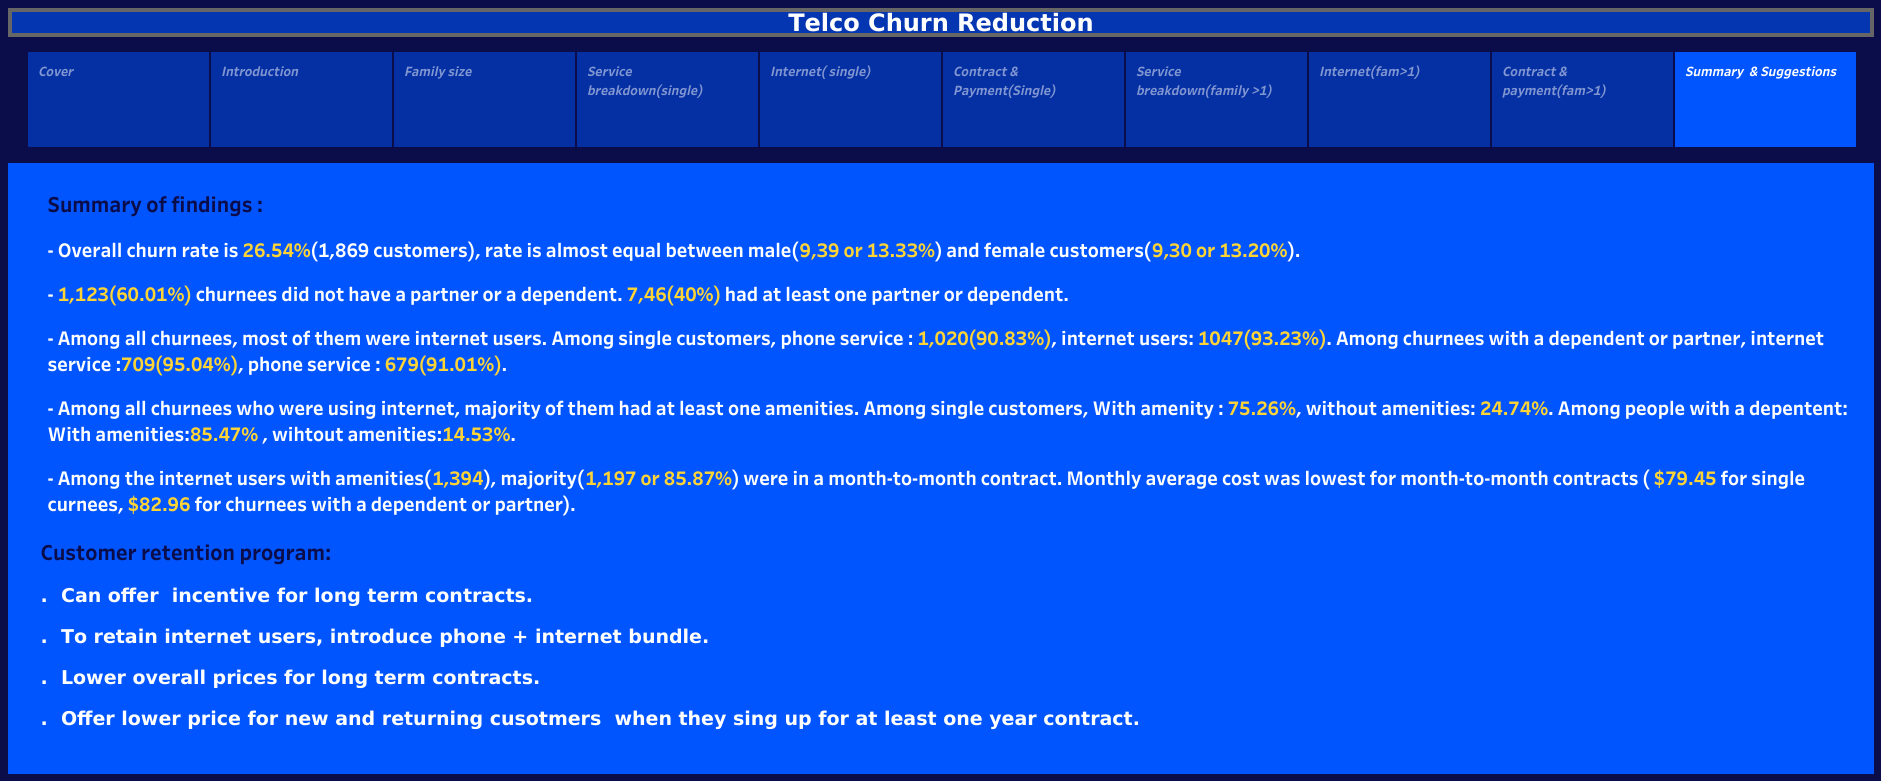 Telco Churn Reduction
Cover
Introduction
Family size
Service
breakdown(single)
Internet( single)
Contract &
Payment(Single)
Service
breakdown(family >1)
Internet(fam>1)
Contract &
payment(fam>1)
Summary & Suggestions
Summary of findings :
- Overall churn rate is 26.54%(1,869 customers), rate is almost equal between male(9,39 or 13.33%) and female customers(9,30 or 13.20%).
- 1,123(60.01%) churnees did not have a partner or a dependent. 7,46(40%) had at least one partner or dependent.
- Among all churnees, most of them were internet users. Among single customers, phone service : 1,020(90.83%), internet users: 1047(93.23%). Among churnees with a dependent or partner, internet
service :709(95.04%), phone service : 679(91.01%).
- Among all churnees who were using internet, majority of them had at least one amenities. Among single customers, With amenity : 75.26%, without amenities: 24.74%. Among people with a depentent:
With amenities:85.47% , wihtout amenities:14.53%.
- Among the internet users with amenities(1,394), majority(1,197 or 85.87%) were in a month-to-month contract. Monthly average cost was lowest for month-to-month contracts ( $79.45 for single
curnees, $82.96 for churnees with a dependent or partner).
Customer retention program:
. Can offer incentive for long term contracts.
. To retain internet users, introduce phone + internet bundle.
. Lower overall prices for long term contracts.
. Offer lower price for new and returning cusotmers when they sing up for at least one year contract.